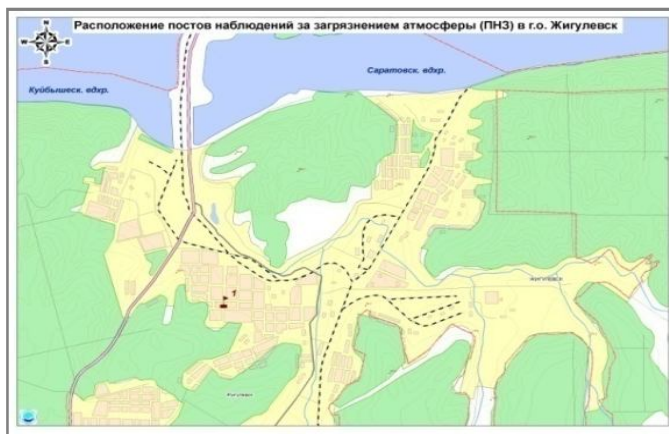 Расположение постов наблюдений за загрязнением атмосферы (ПНЗ) в г.о. Жигулевск
N
W E
S
Саратовск. вдхр.
Куйбышевск. вдхр.
1
Жигулевск